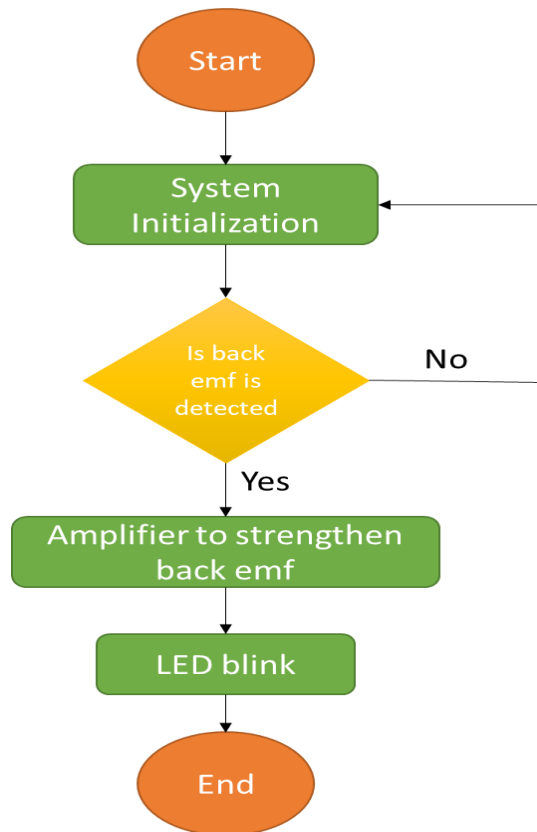 Start
System
Initialization
Is back
emf is
detected
No
Yes
Amplifier to strengthen
back emf
LED blink
End